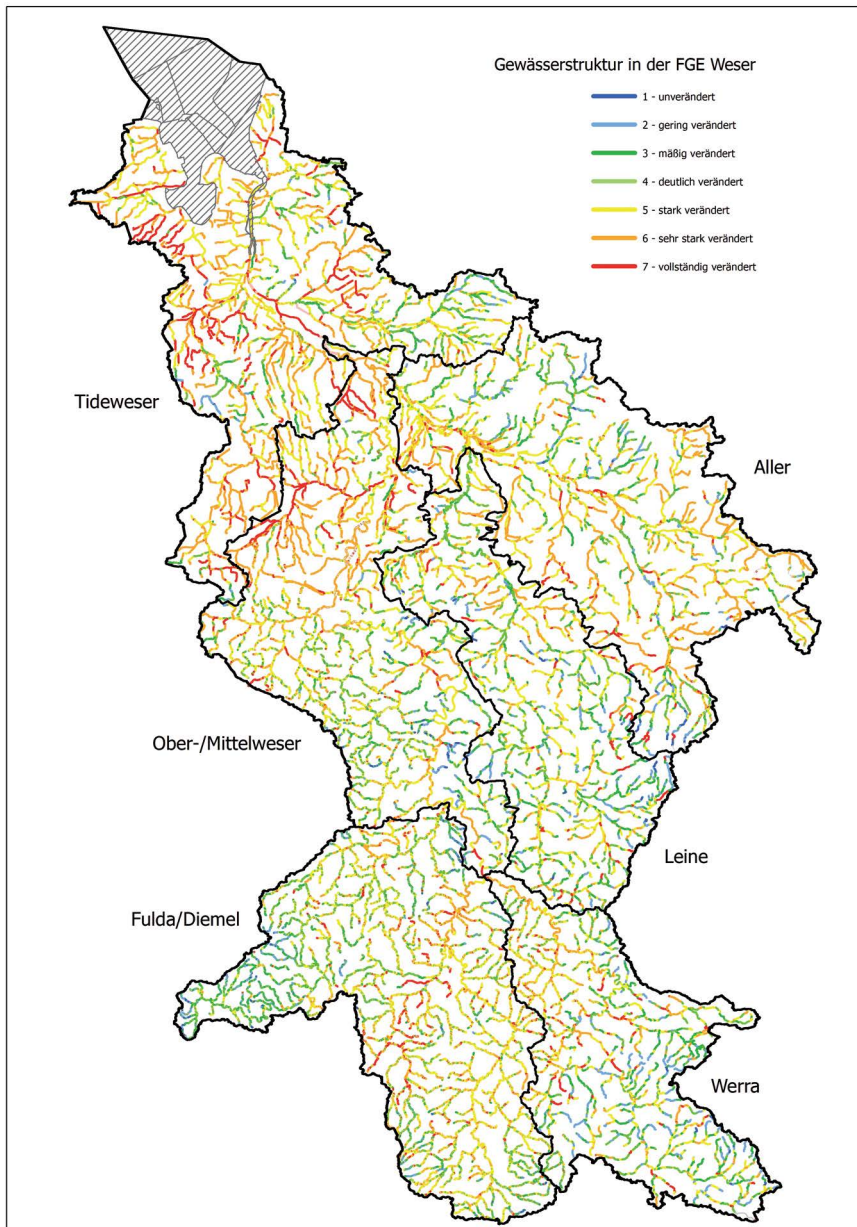 Gewässerstruktur in der FGE Weser
1 - unverändert
2 - gering verändert
3 - mäßig verändert
4 - deutlich verändert
5 - stark verändert
6 - sehr stark verändert
7 - vollständig verändert
Tideweser
Aller
Ober-/Mittelweser
Leine
Fulda/Diemel
Werra